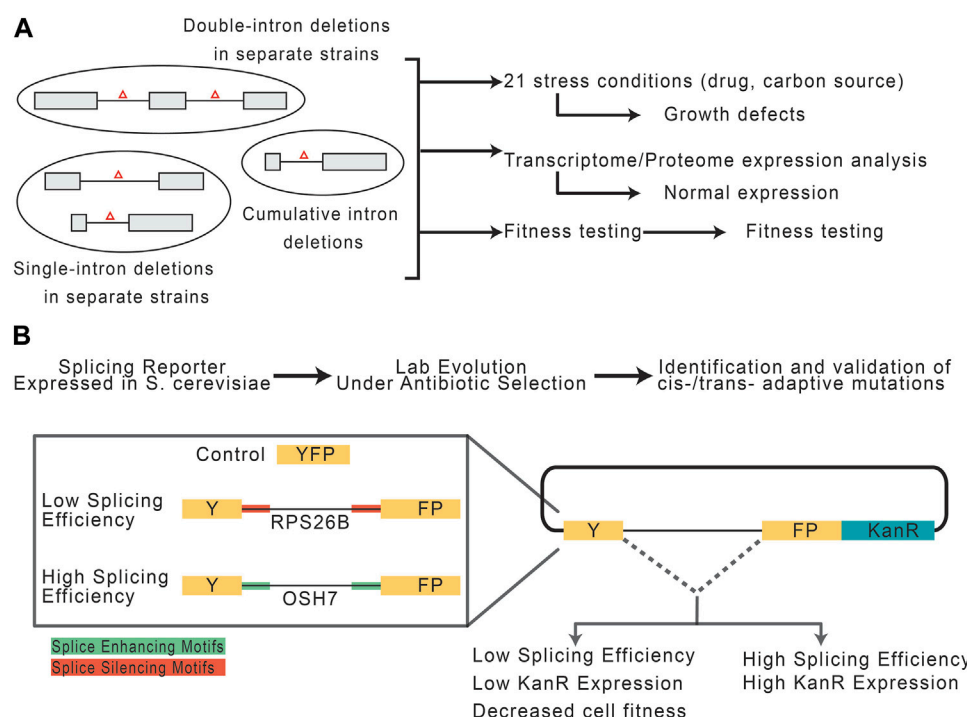 A
Double-intron deletions
in separate strains
Cumulative intron
deletions
Single-intron deletions
in separate strains
21 stress conditions (drug, carbon source)
Growth defects
Transcriptome/Proteome expression analysis
Normal expression
Fitness testing
Fitness testing
B
Splicing Reporter
Expressed in S. cerevisiae
Lab Evolution
Under Antibiotic Selection
Identification and validation of
cis-/trans- adaptive mutations
Control
YFP
Low Splicing
Efficiency
Y
RPS26B
FP
High Splicing
Efficiency
Y
OSH7
FP
Splice Enhancing Motifs
Splice Silencing Motifs
Y
FP
KanR
Low Splicing Efficiency
Low KanR Expression
Decreased cell fitness
High Splicing Efficiency
High KanR Expression